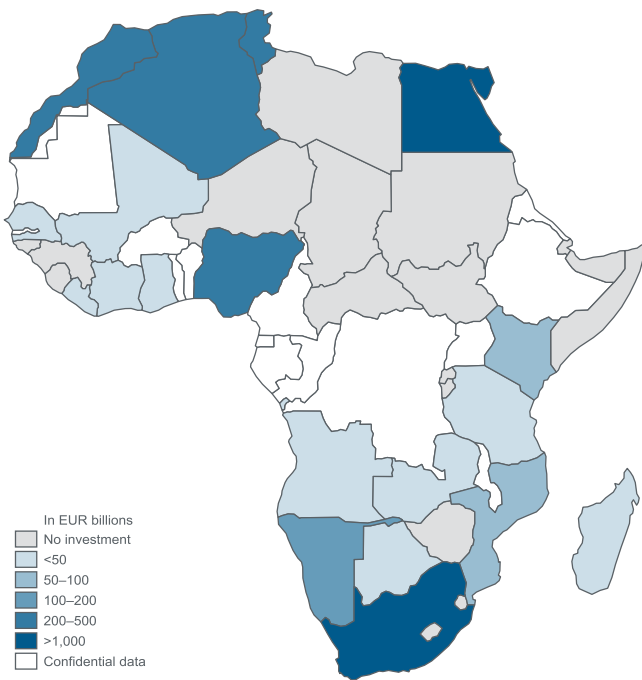 In EUR billions
No investment
<50
50–100
100–200
200–500
>1,000
Confidential data